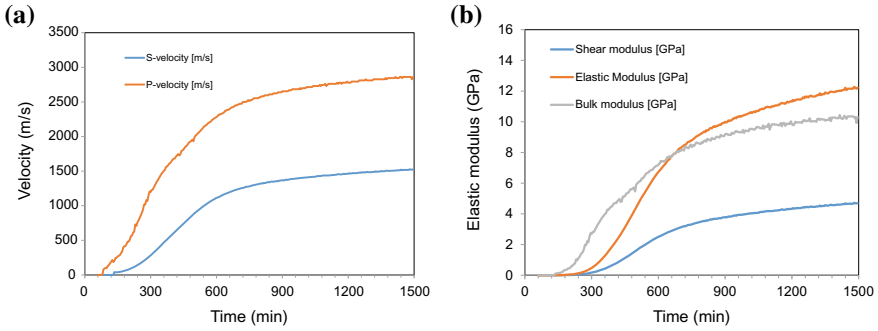 (a)
3500
3000
2500
2000
1500
1000
500
0
Velocity (m/s)
S-velocity [m/s]
P-velocity [m/s]
0 300 600 900 1200 1500
Time (min)
(b)
16
14
12
10
8
6
4
2
0
Elastic modulus (GPa)
Shear modulus [GPa]
Elastic Modulus [GPa]
Bulk modulus [GPa]
0 300 600 900 1200 1500
Time (min)